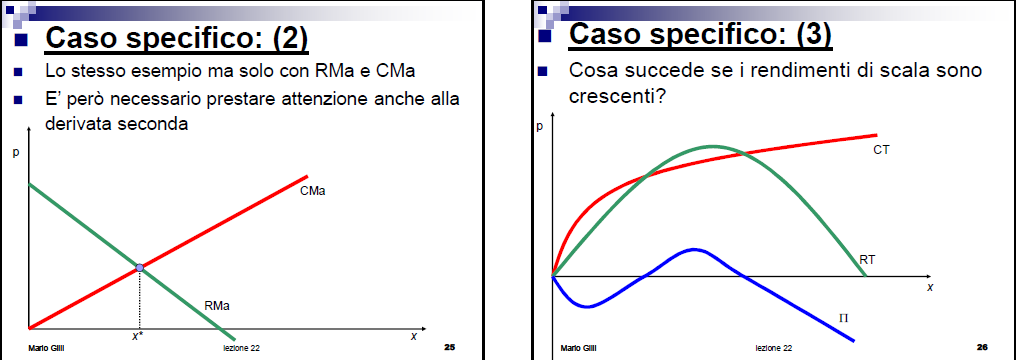 Caso specifico: (2)
Lo stesso esempio ma solo con RMa e CMa
E' però necessario prestare attenzione anche alla
derivata seconda
p
CMa
RMa
x*
x
Mario Gilli
lezione 22
25
Caso specifico: (3)
Cosa succede se i rendimenti di scala sono
crescenti?
p
CT
RT
x
Π
Mario Gilli
lezione 22
26